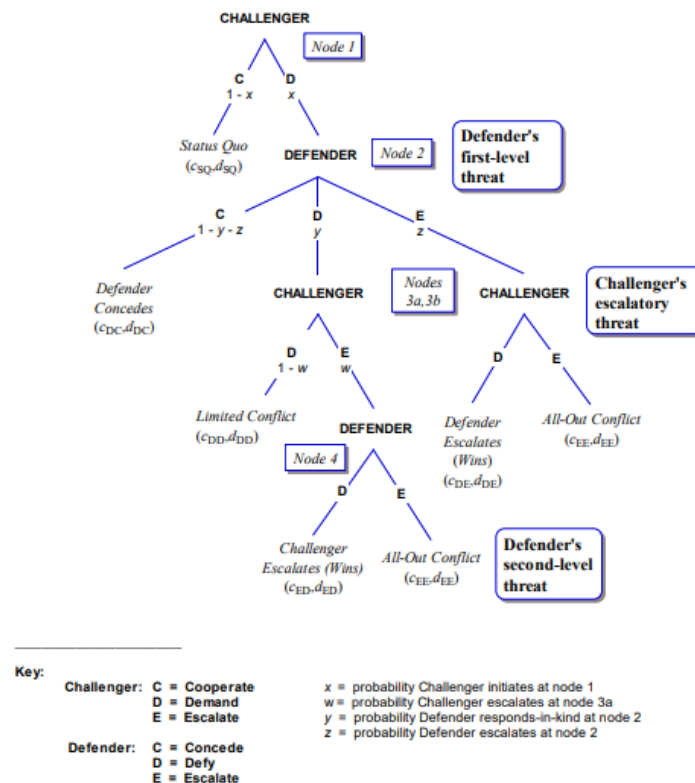 CHALLENGER
Node 1
C D
1 - x x
Status Quo
(cSQ,dSQ)
DEFENDER
Node 2
Defender's
first-level
threat
C D E
1 - y - z y z
Defender
Concedes
(cDC,dDC)
CHALLENGER
Nodes
3a,3b
CHALLENGER
Challenger's
escalatory
threat
D E
1 - w w
D E
Limited Conflict
(cDD,dDD)
DEFENDER
Defender
Escalates
(Wins)
(cDE,dDE)
All-Out Conflict
(cEE,dEE)
Node 4
D E
Challenger
Escalates (Wins)
(cED,dED)
All-Out Conflict
(cEE,dEE)
Defender's
second-level
threat
Key:
Challenger: C = Cooperate
D = Demand
E = Escalate
Defender: C = Concede
D = Defy
E = Escalate
x = probability Challenger initiates at node 1
w = probability Challenger escalates at node 3a
y = probability Defender responds-in-kind at node 2
z = probability Defender escalates at node 2